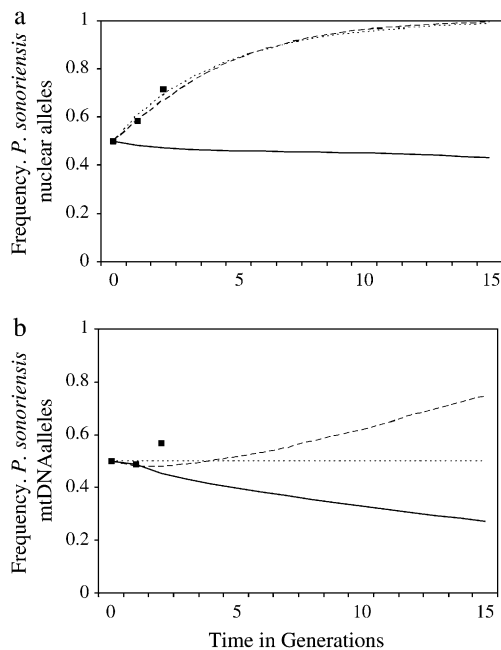 a
Frequency. P. sonoriensis
nuclear alleles
1
0.8
0.6
0.4
0.2
0
0 5 10 15
b
Frequency. P. sonoriensis
mtDNAalleles
1
0.8
0.6
0.4
0.2
0
0 5 10 15
Time in Generations